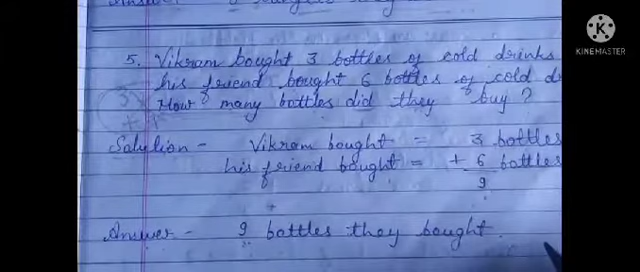 5. Vikram bought 3 bottles of cold drinks
his friend bought 6 bottles of cold
How many bottles did they buy ?
Salution - Vikram bought = 3 bottles
his friend bought = + 6 bottles
9
Answer - 9 bottles they bought.
KINEMASTER